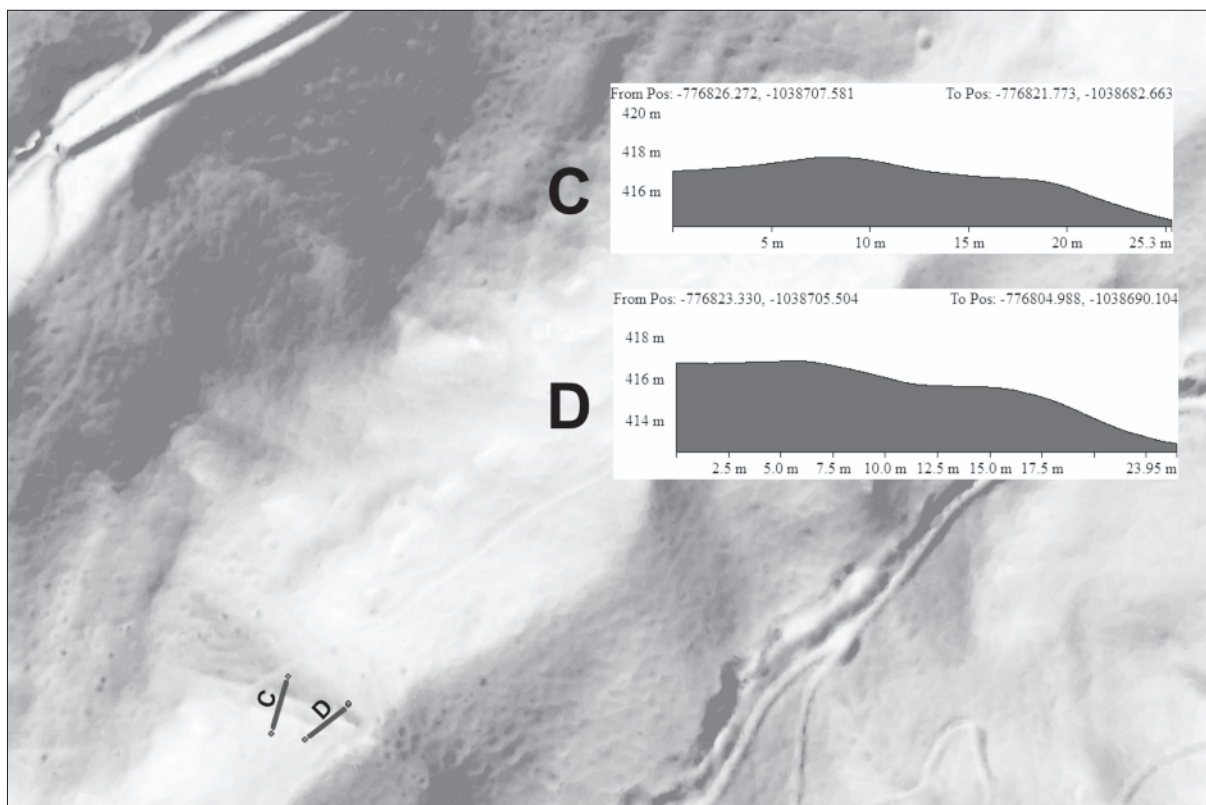 From Pos: -776826.272, -1038707.581 To Pos: -776821.773, -1038682.663
420 m
418 m
416 m
C
5 m 10 m 15 m 20 m 25.3 m
From Pos: -776823.330, -1038705.504 To Pos: -776804.988, -1038690.104
418 m
416 m
414 m
D
2.5 m 5.0 m 7.5 m 10.0 m 12.5 m 15.0 m 17.5 m 23.95 m
C
D